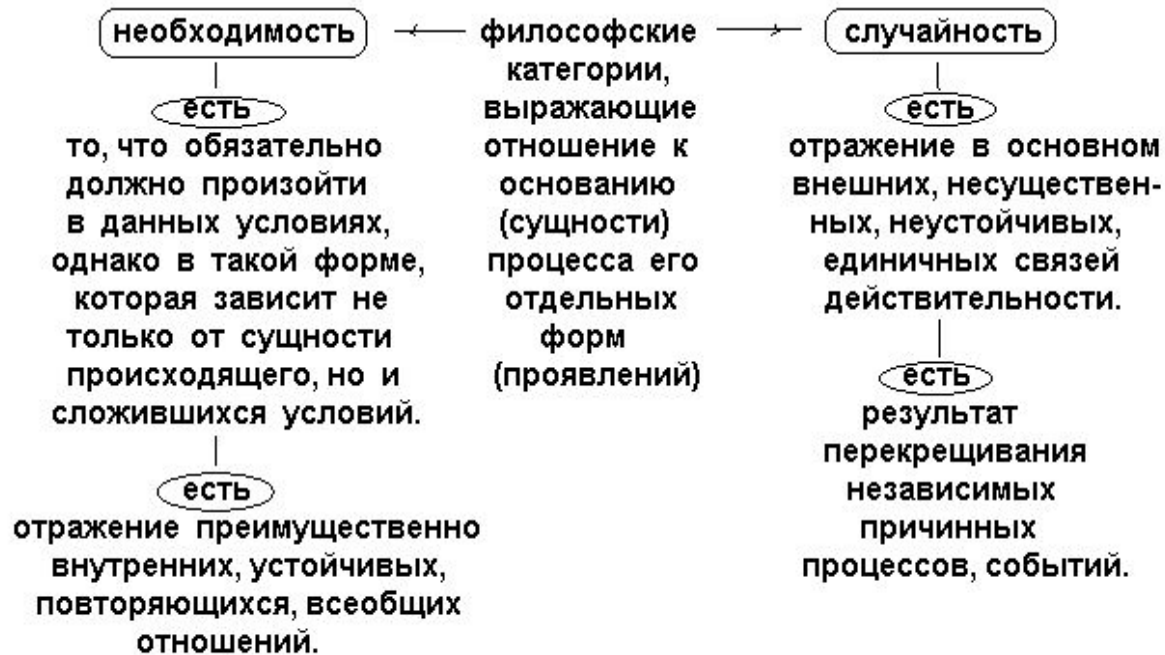 необходимость
есть
то, что обязательно
должно произойти
в данных условиях,
однако в такой форме,
которая зависит не
только от сущности
происходящего, но и
сложившихся условий.
есть
отражение преимущественно
внутренних, устойчивых,
повторяющихся, всеобщих
отношений.
философские
категории,
выражающие
отношение к
основанию
(сущности)
процесса его
отдельных
форм
(проявлений)
случайность
есть
отражение в основном
внешних, несуществен-
ных, неустойчивых,
единичных связей
действительности.
есть
результат
перекрещивания
независимых
причинных
процессов, событий.